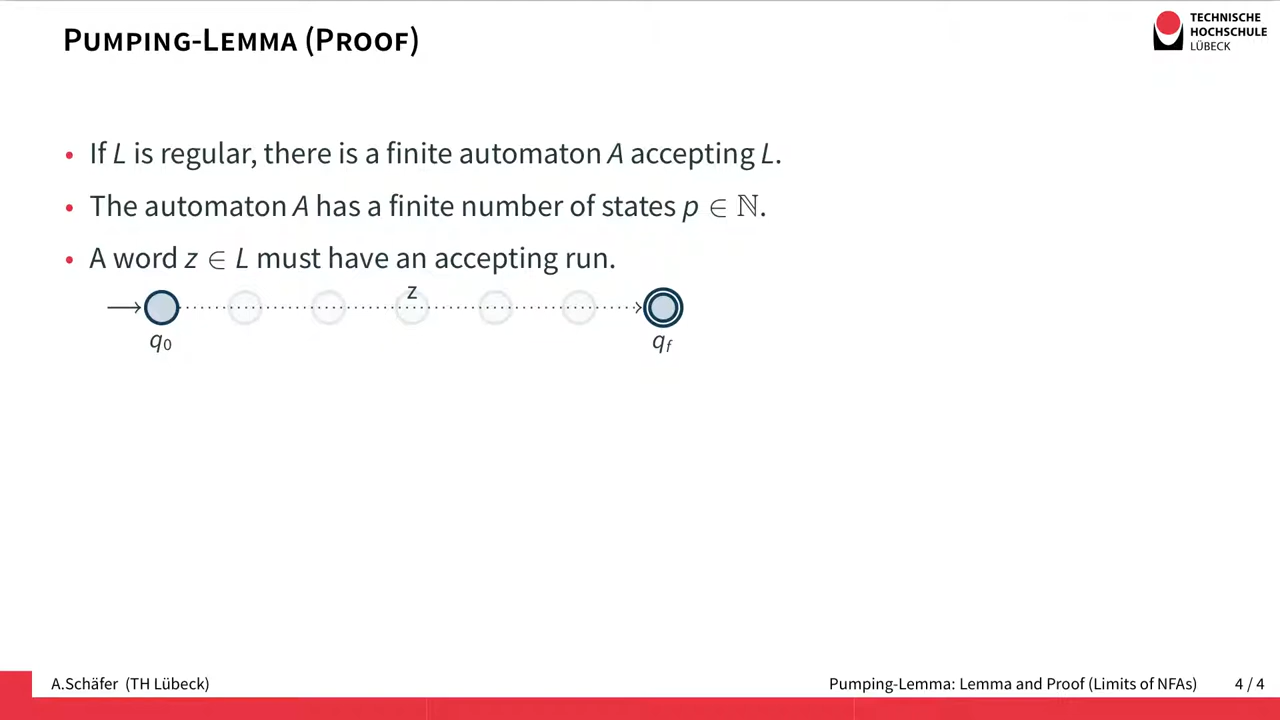 PUMPING-LEMMA (PROOF)
TECHNISCHE
HOCHSCHULE
LÜBECK
• If L is regular, there is a finite automaton A accepting L.
• The automaton A has a finite number of states p ∈ ℕ.
• A word z ∈ L must have an accepting run.
z
q₀
q_f
A.Schäfer (TH Lübeck)
Pumping-Lemma: Lemma and Proof (Limits of NFAs)
4 / 4